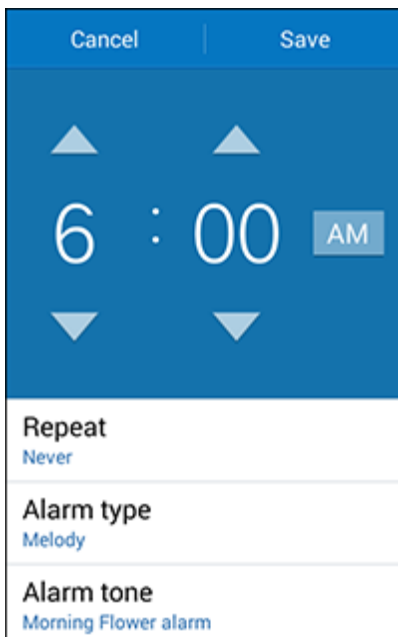 Cancel Save
6 : 00 AM
Repeat
Never
Alarm type
Melody
Alarm tone
Morning Flower alarm